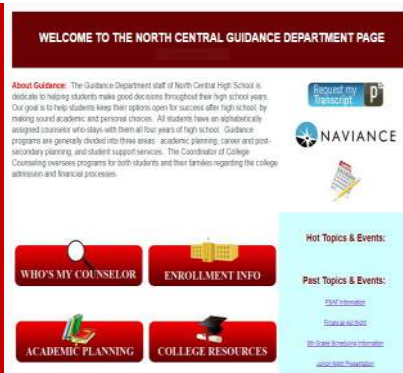 WELCOME TO THE NORTH CENTRAL GUIDANCE DEPARTMENT PAGE
About Guidance: The Guidance Department staff of North Central High School is
dedicate to helping students make good decisions throughout their high school years.
Our goal is to help students keep their options open for success after high school, by
making sound academic and personal choices. All students have an alphabetically
assigned counselor who stays with them all four years of high school. Guidance
programs are generally divided into three areas: academic planning, career and post-
secondary planning, and student support services. The Coordinator of College
Counseling oversees programs for both students and their families regarding the college
admission and financial processes.
Request my
Transcript P
NAVIANCE
WHO'S MY COUNSELOR
ENROLLMENT INFO
ACADEMIC PLANNING
COLLEGE RESOURCES
Hot Topics & Events:
Past Topics & Events:
PSAT Information
Financial Aid Night
9th Grade Scheduling Information
Junior Night Presentation